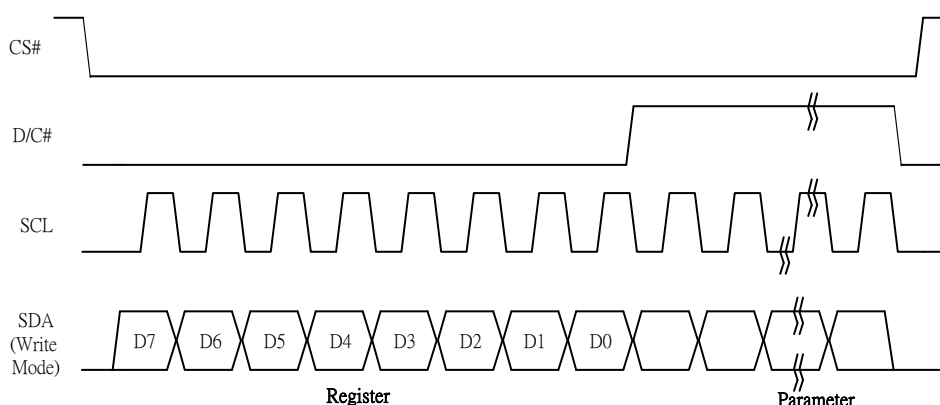 CS#
D/C#
SCL
SDA
(Write
Mode)
D7 D6 D5 D4 D3 D2 D1 D0
Register Parameter